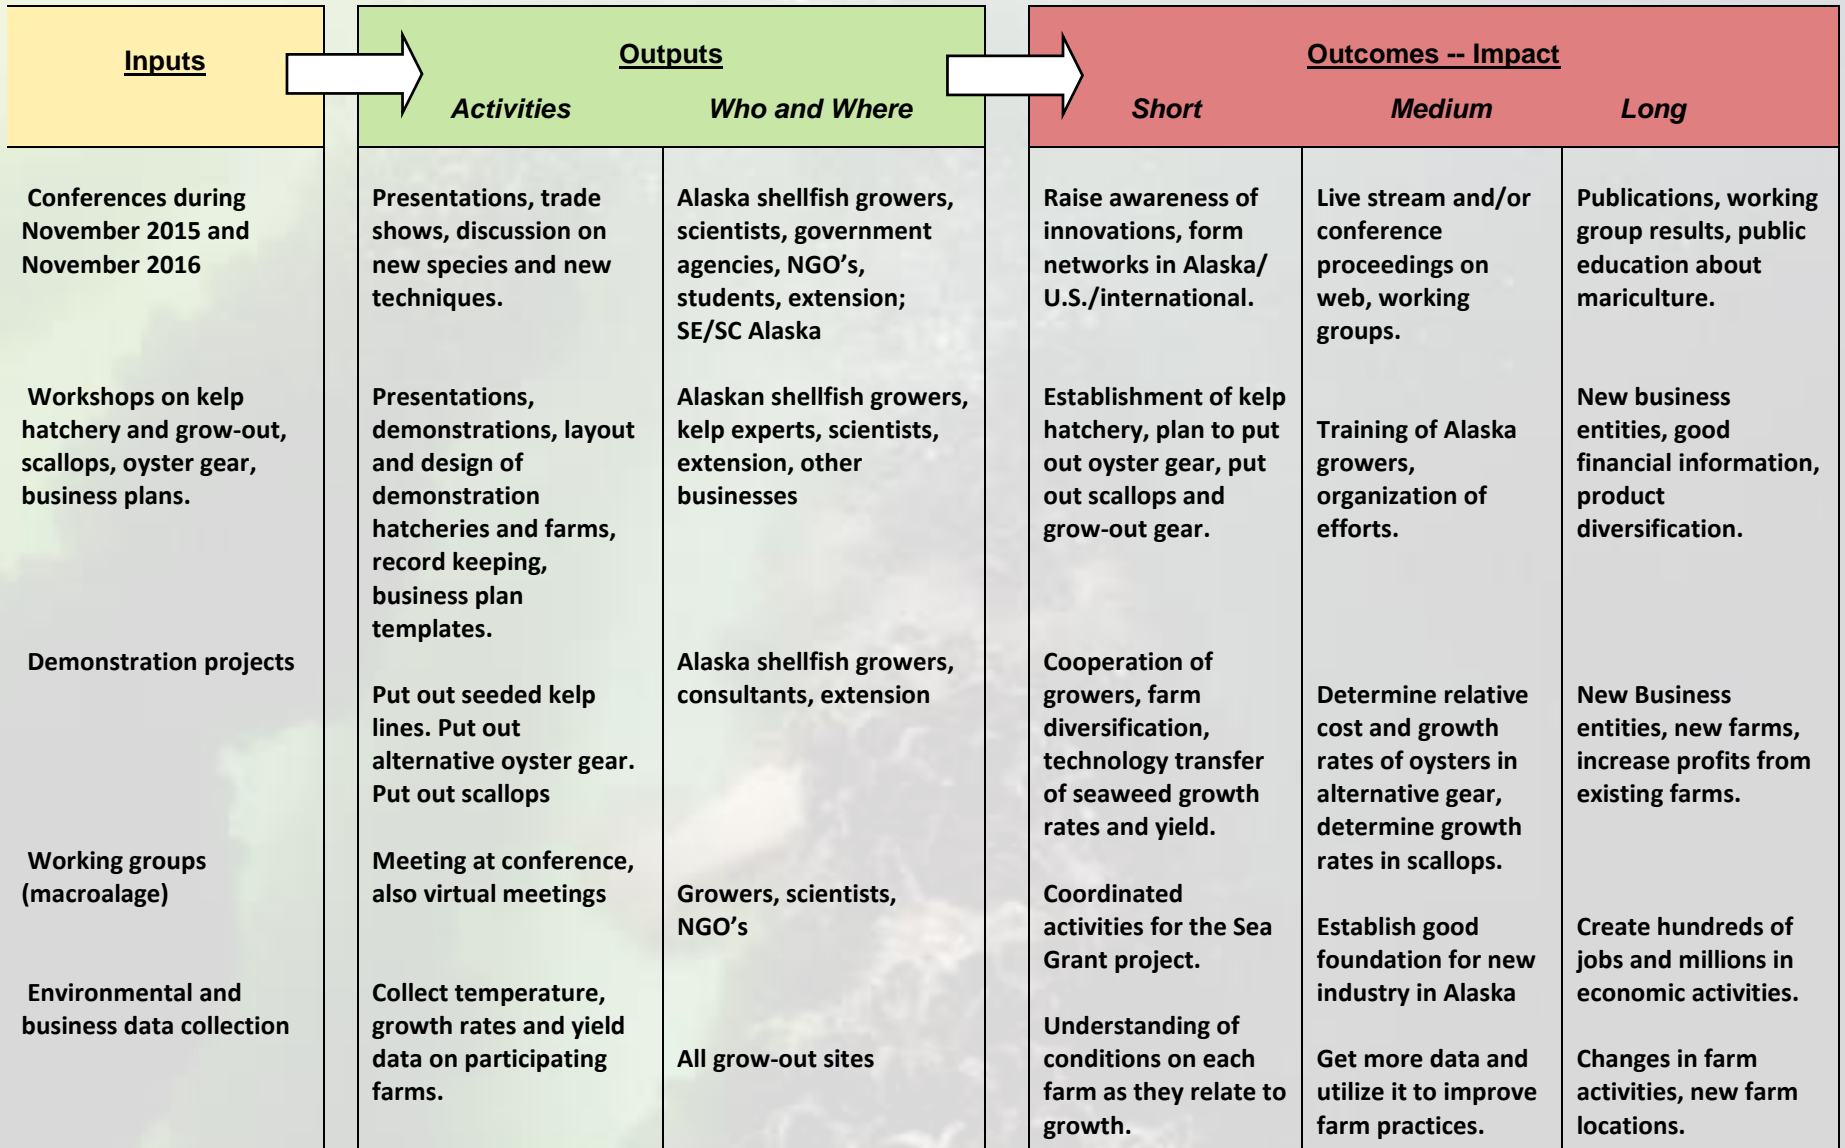 Inputs
Outputs
Activities
Who and Where
Outcomes -- Impact
Short
Medium
Long
Conferences during
November 2015 and
November 2016
Presentations, trade
shows, discussion on
new species and new
techniques.
Alaska shellfish growers,
scientists, government
agencies, NGO’s,
students, extension;
SE/SC Alaska
Raise awareness of
innovations, form
networks in Alaska/
U.S./international.
Live stream and/or
conference
proceedings on
web, working
groups.
Publications, working
group results, public
education about
mariculture.
Workshops on kelp
hatchery and grow-out,
scallops, oyster gear,
business plans.
Presentations,
demonstrations, layout
and design of
demonstration
hatcheries and farms,
record keeping,
business plan
templates.
Alaskan shellfish growers,
kelp experts, scientists,
extension, other
businesses
Establishment of kelp
hatchery, plan to put
out oyster gear, put
out scallops and
grow-out gear.
Training of Alaska
growers,
organization of
efforts.
New business
entities, good
financial information,
product
diversification.
Demonstration projects
Put out seeded kelp
lines. Put out
alternative oyster gear.
Put out scallops
Alaska shellfish growers,
consultants, extension
Cooperation of
growers, farm
diversification,
technology transfer
of seaweed growth
rates and yield.
Determine relative
cost and growth
rates of oysters in
alternative gear,
determine growth
rates in scallops.
New Business
entities, new farms,
increase profits from
existing farms.
Working groups
(macroalage)
Meeting at conference,
also virtual meetings
Growers, scientists,
NGO’s
Coordinated
activities for the Sea
Grant project.
Establish good
foundation for new
industry in Alaska
Create hundreds of
jobs and millions in
economic activities.
Environmental and
business data collection
Collect temperature,
growth rates and yield
data on participating
farms.
All grow-out sites
Understanding of
conditions on each
farm as they relate to
growth.
Get more data and
utilize it to improve
farm practices.
Changes in farm
activities, new farm
locations.